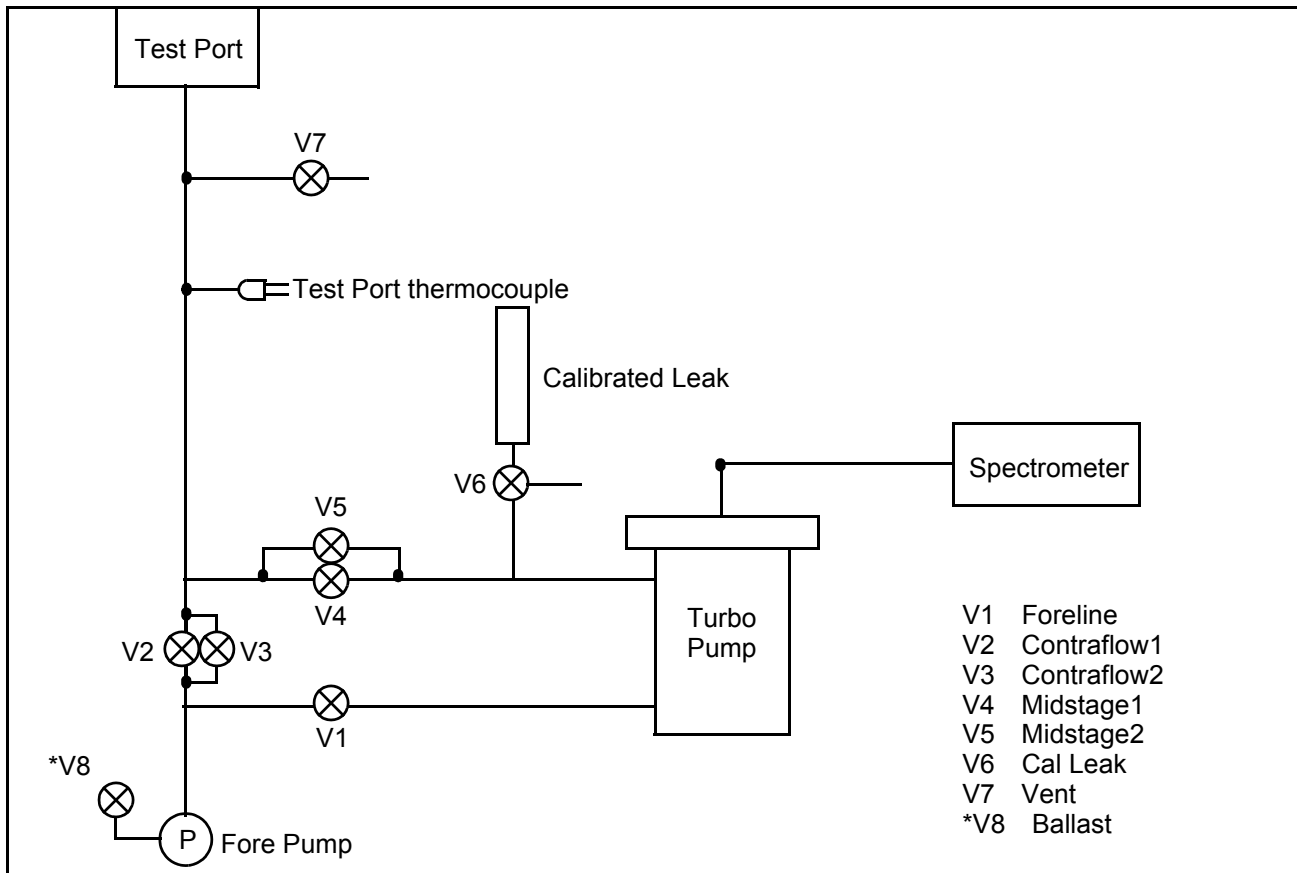 Test Port
V7
Test Port thermocouple
Calibrated Leak
V6
Spectrometer
V5
V4
Turbo
Pump
V2
V3
V1
*V8
P
Fore Pump
V1 Foreline
V2 Contraflow1
V3 Contraflow2
V4 Midstage1
V5 Midstage2
V6 Cal Leak
V7 Vent
*V8 Ballast